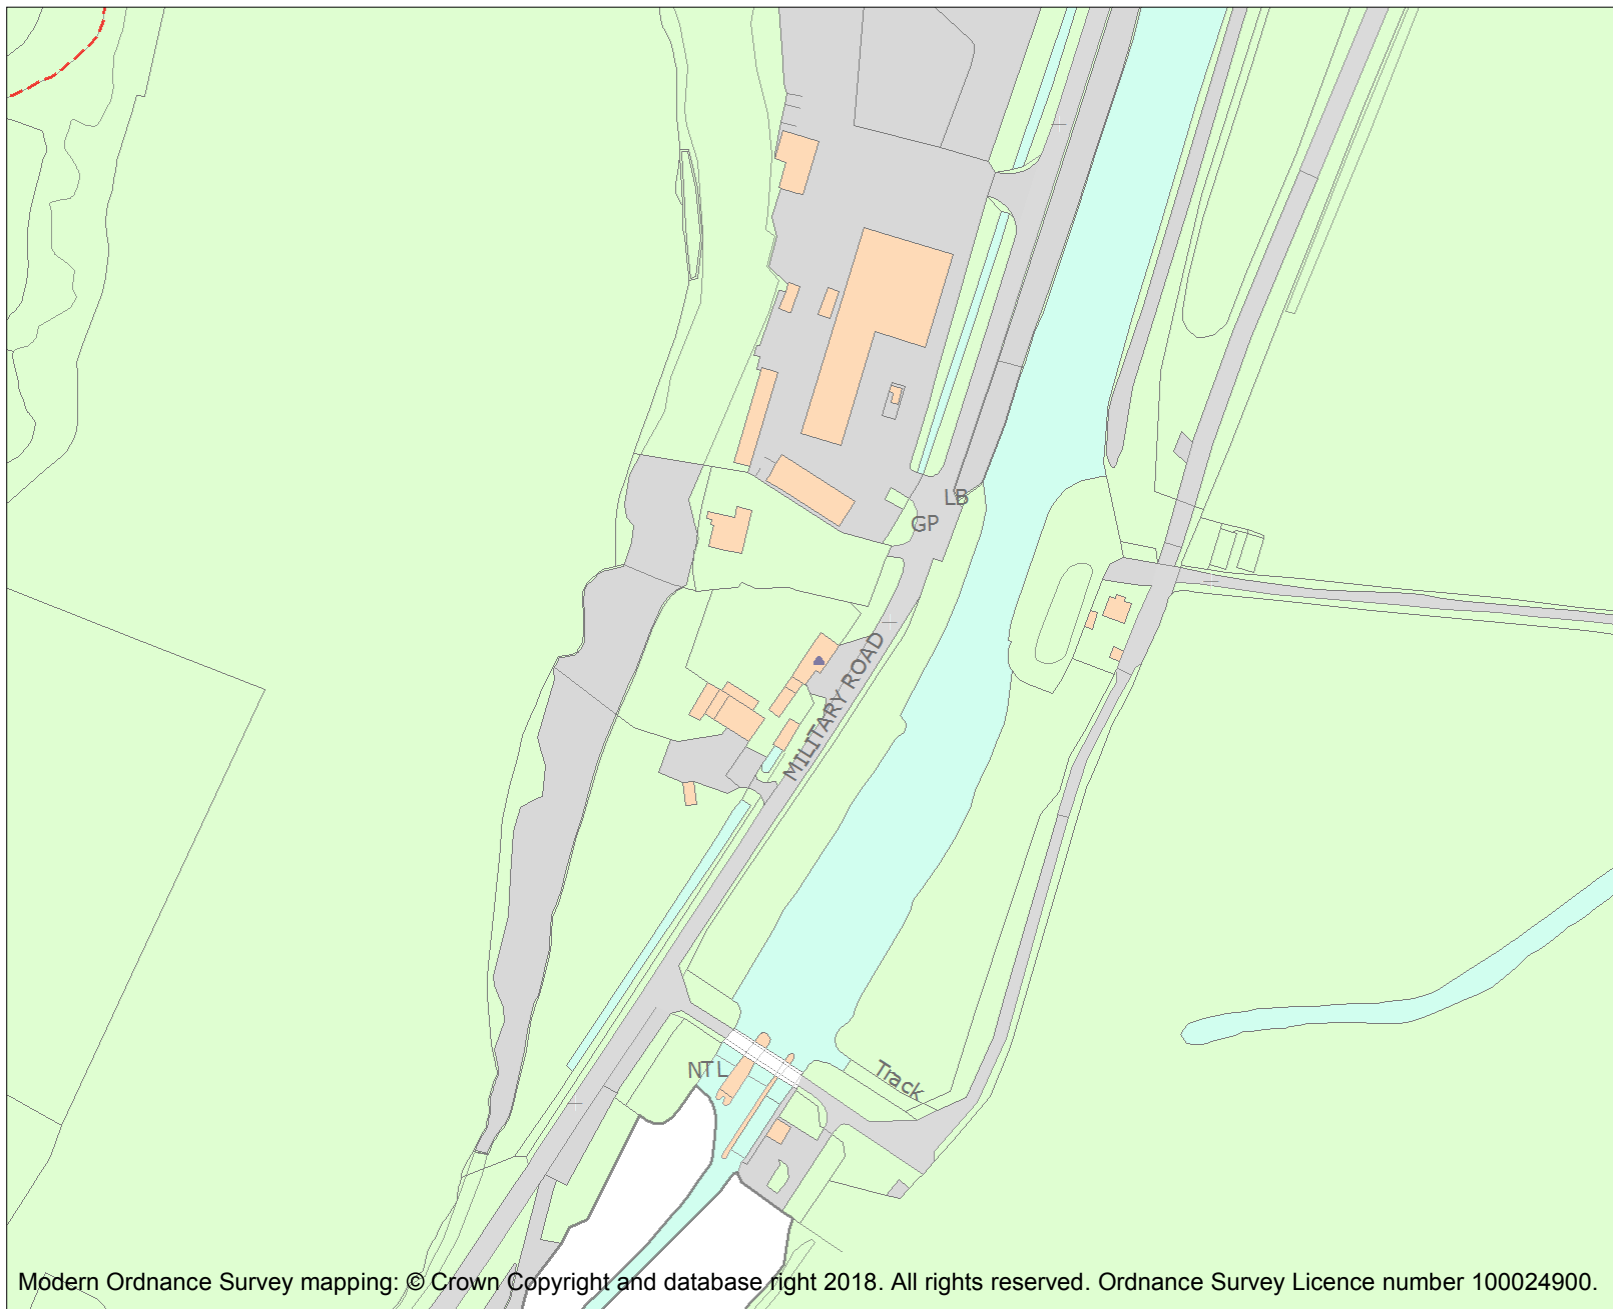 LB
GP
MILITARY ROAD
NTL
Track
Modern Ordnance Survey mapping: © Crown Copyright and database right 2018. All rights reserved. Ordnance Survey Licence number 100024900.